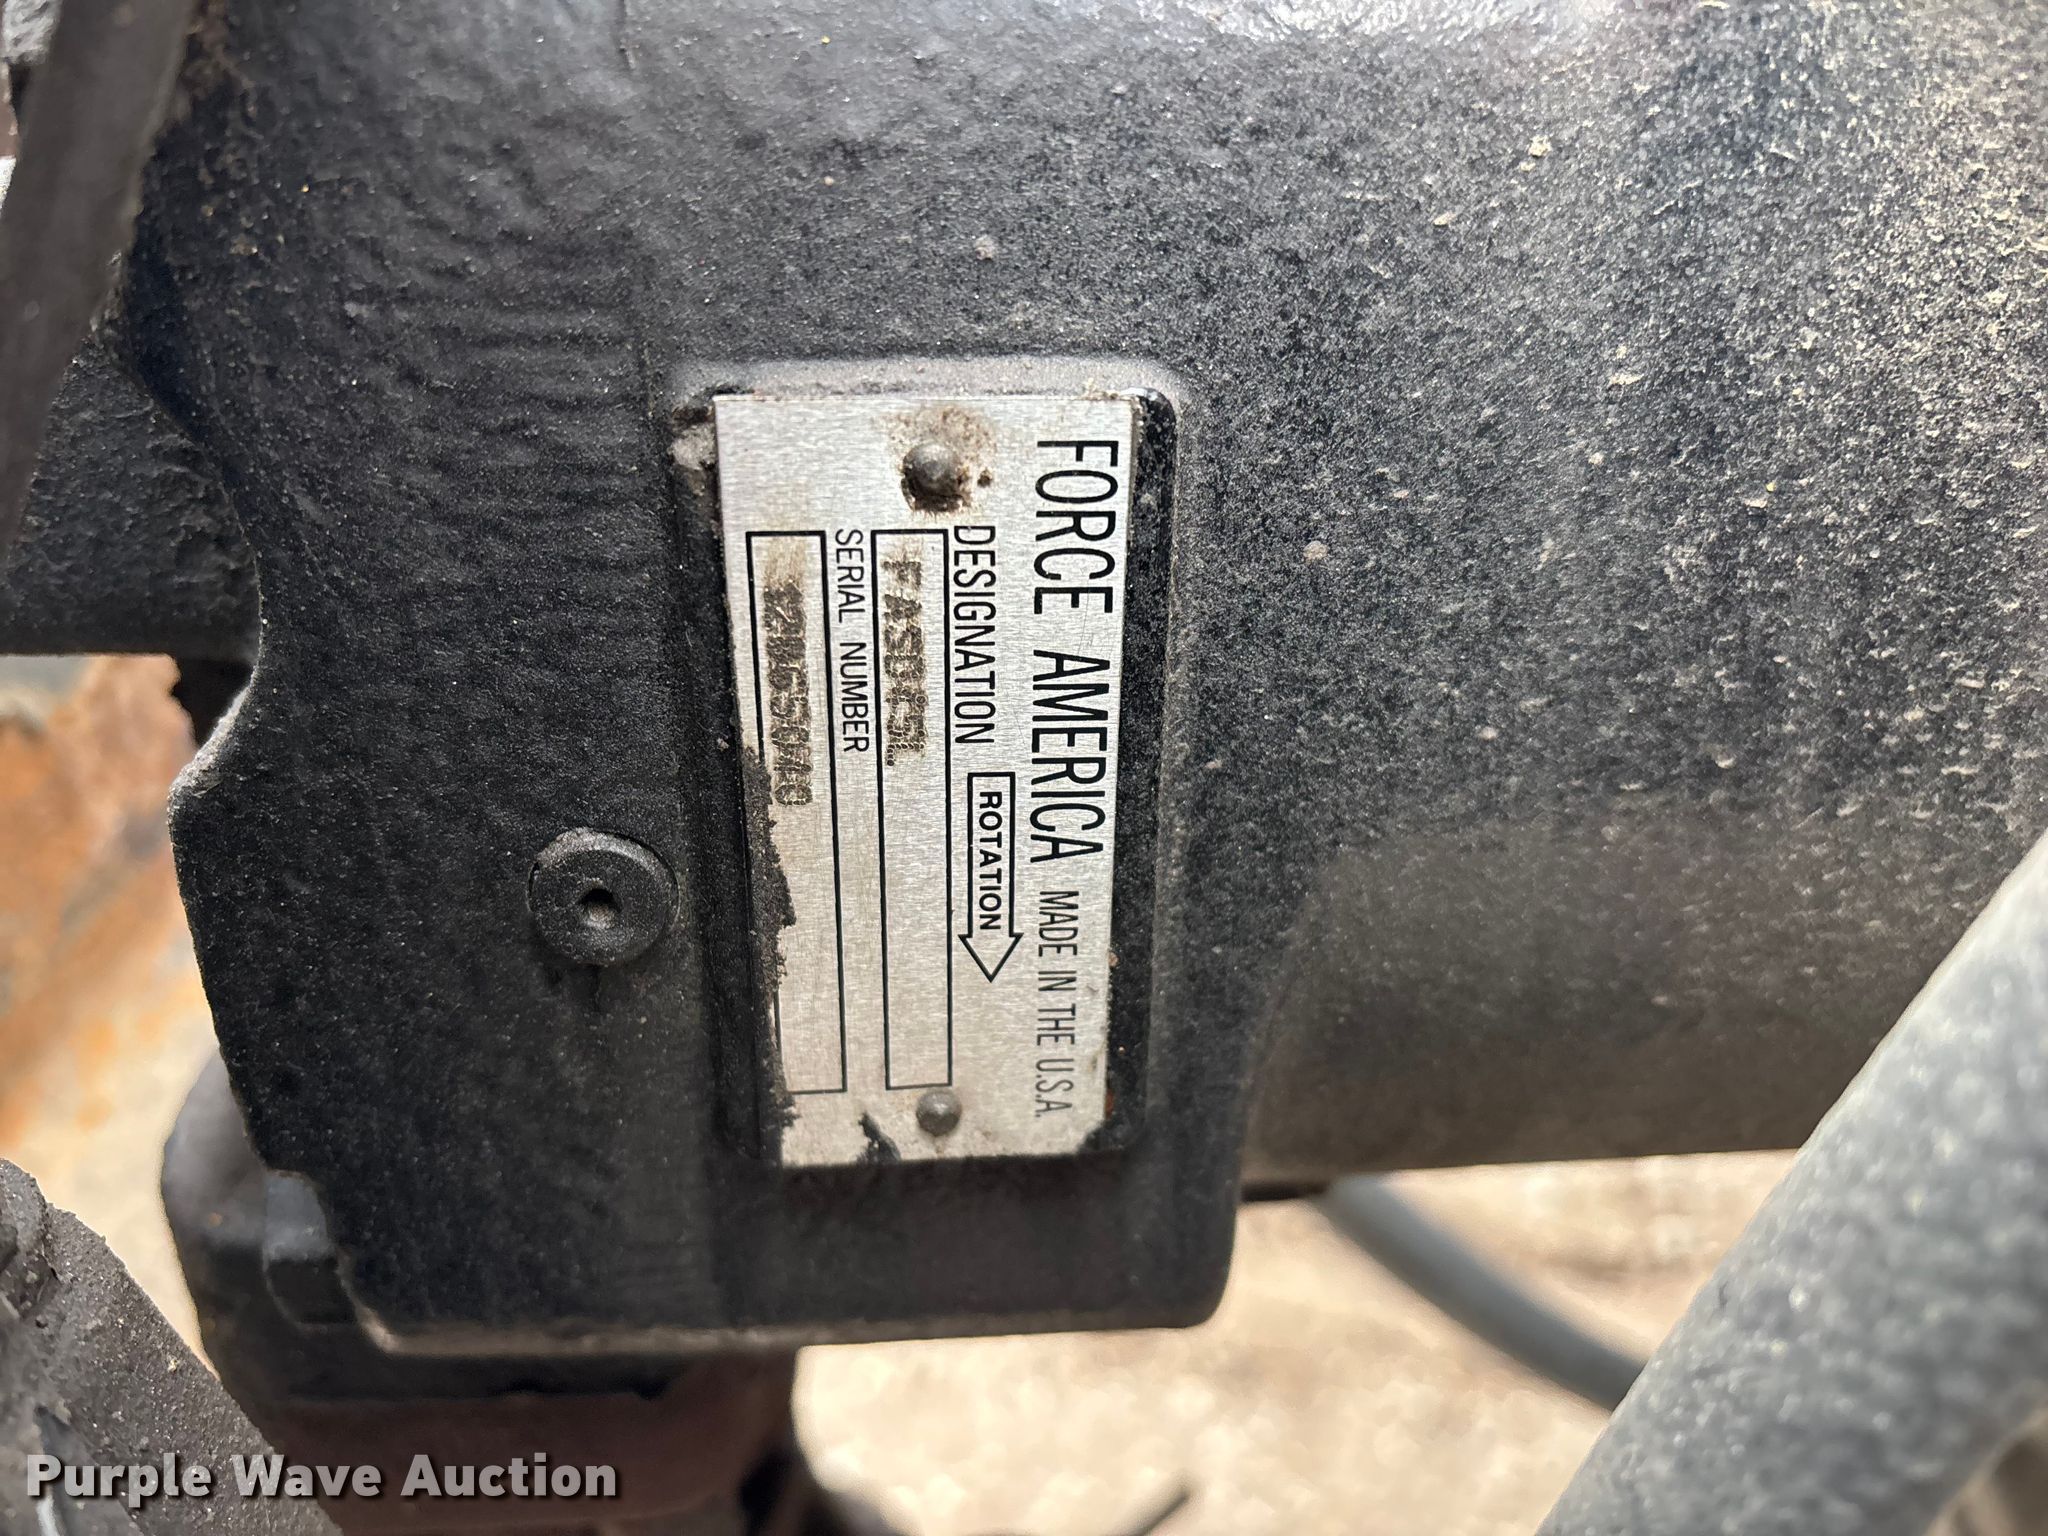 FORCE AMERICA MADE IN THE U.S.A.
DESIGNATION ROTATION
SERIAL NUMBER
Purple Wave Auction